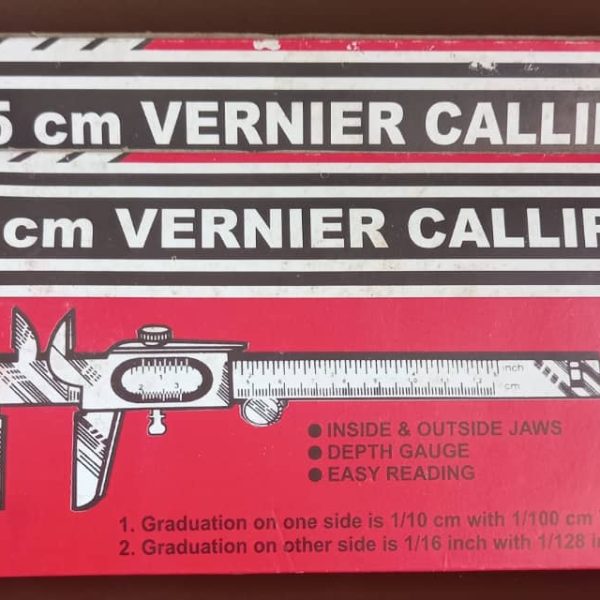 5 cm VERNIER CALLI
cm VERNIER CALLIP
inch
cm
● INSIDE & OUTSIDE JAWS
● DEPTH GAUGE
● EASY READING
1. Graduation on one side is 1/10 cm with 1/100 cm
2. Graduation on other side is 1/16 inch with 1/128 in